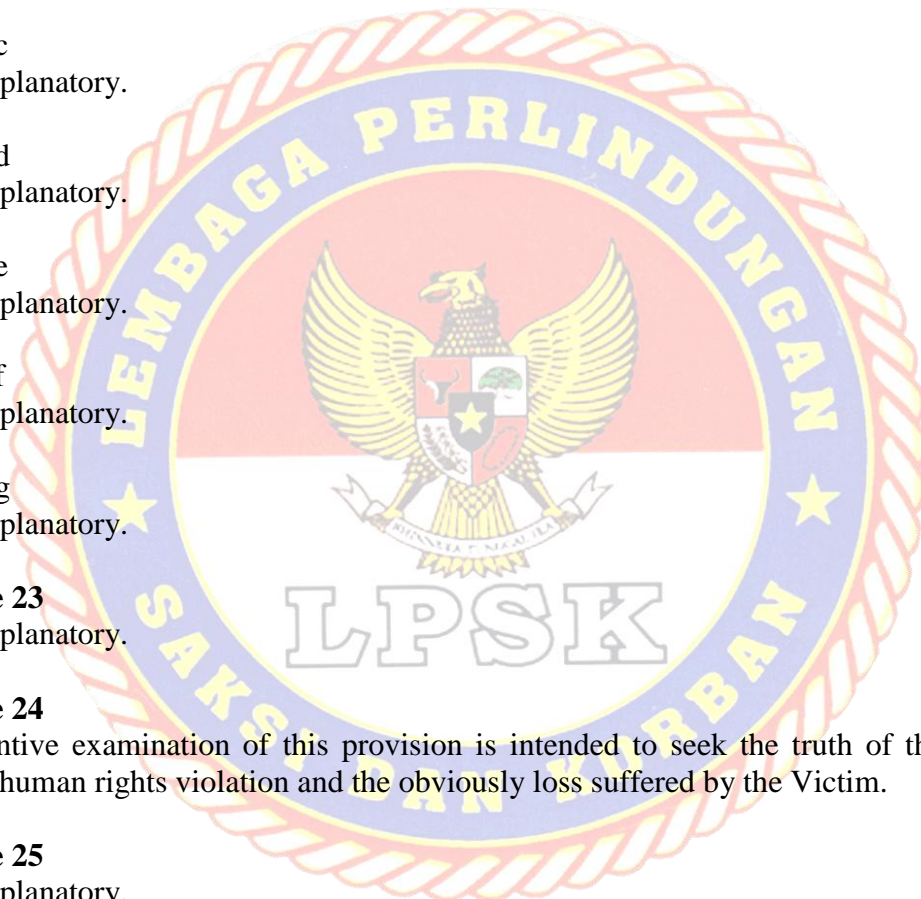 c
planatory.
d
planatory.
e
planatory.
f
planatory.
g
planatory.
e 23
planatory.
e 24
ntive examination of this provision is intended to seek the truth of th
human rights violation and the obviously loss suffered by the Victim.
e 25
planatory.
LEMBAGA PERLINDUNGAN
SAKSI DAN KURBAN
LPSK